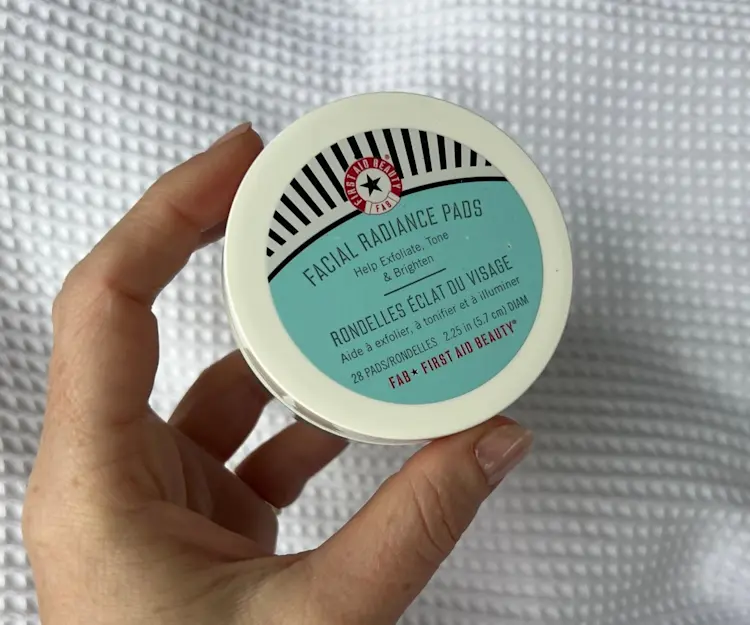 FIRST AID BEAUTY®
FAB
FACIAL RADIANCE PADS
Help Exfoliate, Tone
& Brighten
RONDELLES ÉCLAT DU VISAGE
Aide à exfolier, à tonifier et à illuminer
28 PADS/RONDELLES 2.25 in (5.7 cm) DIAM
FAB★FIRST AID BEAUTY®